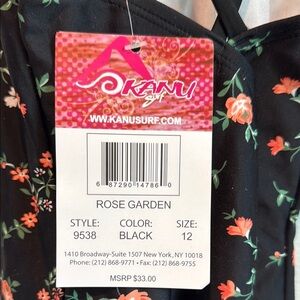 KANU
Surf
WWW.KANUSURF.COM
6 87290 14786 0
ROSE GARDEN
STYLE: COLOR: SIZE:
9538 BLACK 12
1410 Broadway-Suite 1507 New York, NY 10018
Phone: (212) 868-9771 • Fax: (212) 868-9755
MSRP $33.00